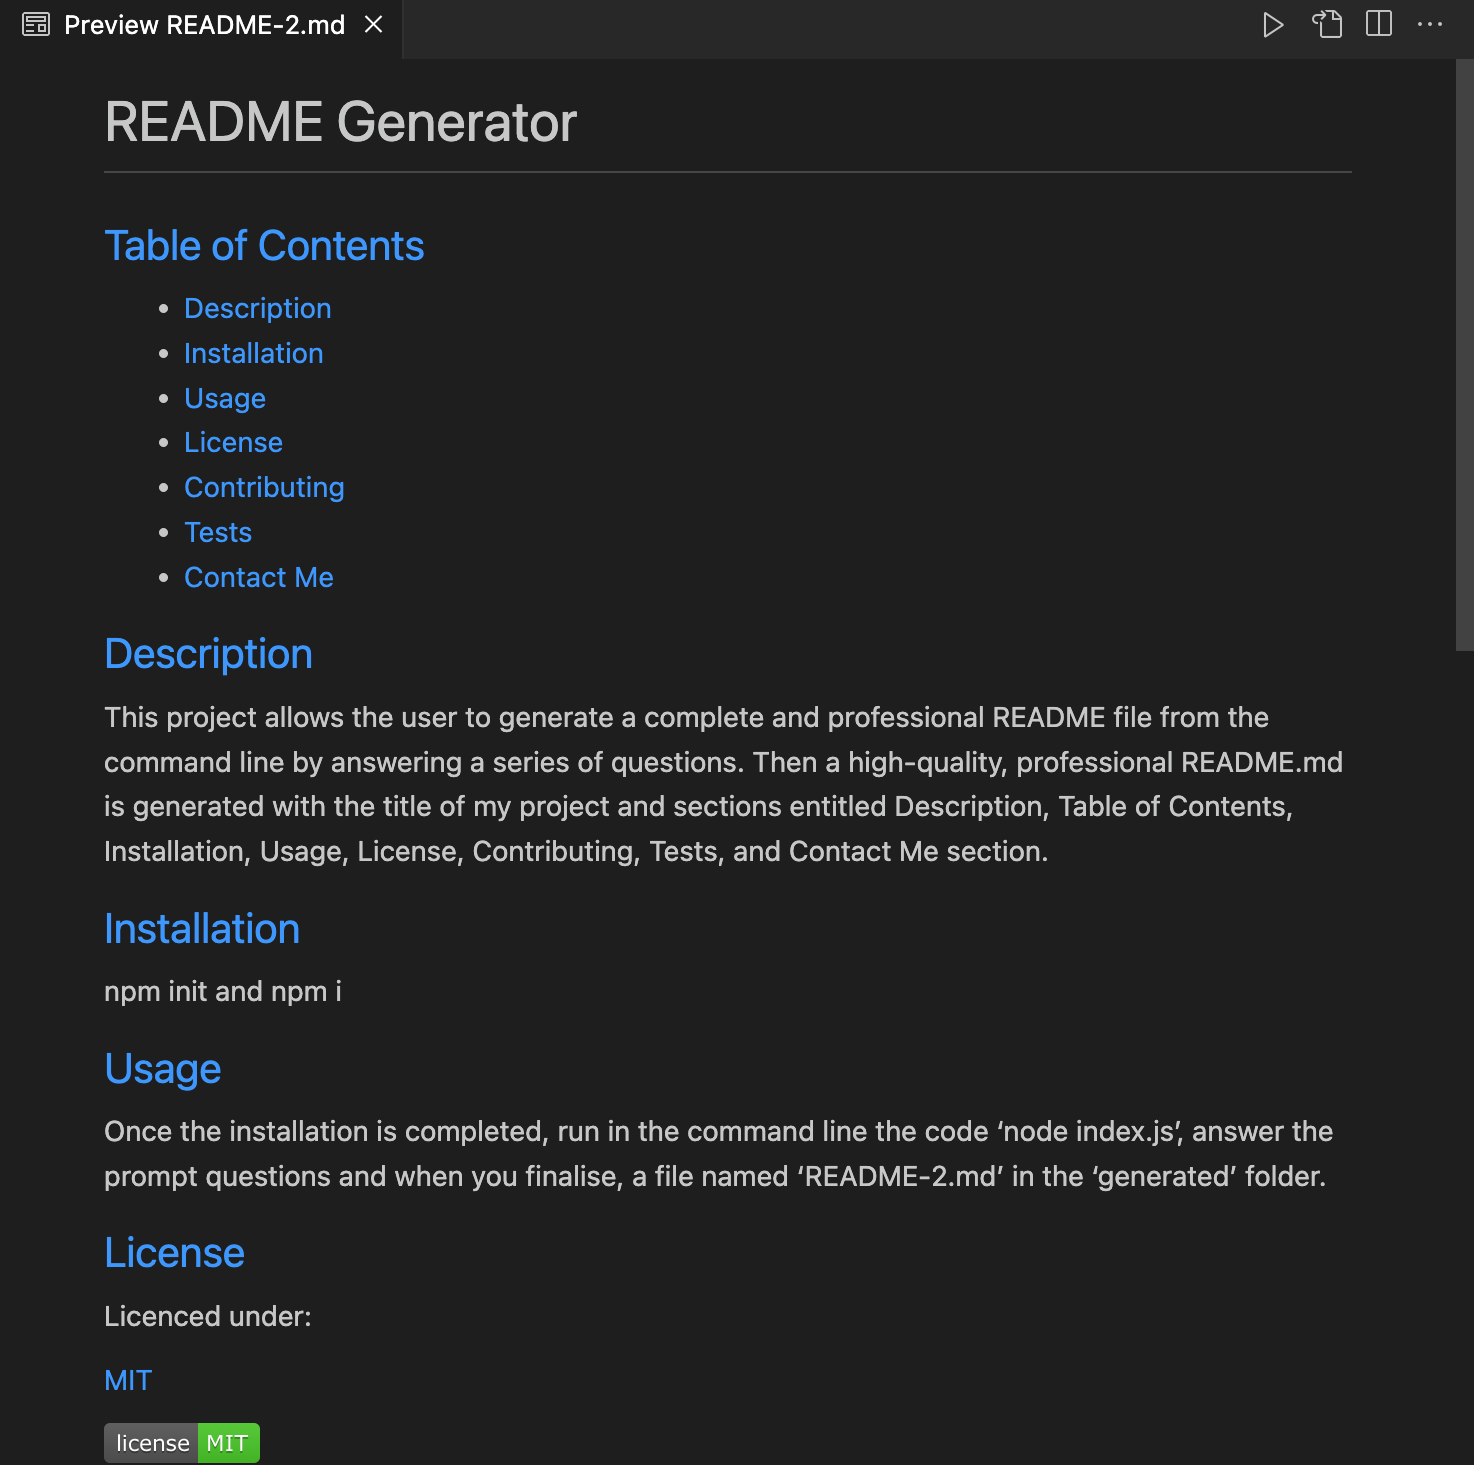 Preview README-2.md
README Generator
Table of Contents
Description
Installation
Usage
License
Contributing
Tests
Contact Me
Description
This project allows the user to generate a complete and professional README file from the
command line by answering a series of questions. Then a high-quality, professional README.md
is generated with the title of my project and sections entitled Description, Table of Contents,
Installation, Usage, License, Contributing, Tests, and Contact Me section.
Installation
npm init and npm i
Usage
Once the installation is completed, run in the command line the code ‘node index.js’, answer the
prompt questions and when you finalise, a file named ‘README-2.md’ in the ‘generated’ folder.
License
Licenced under:
MIT
license MIT